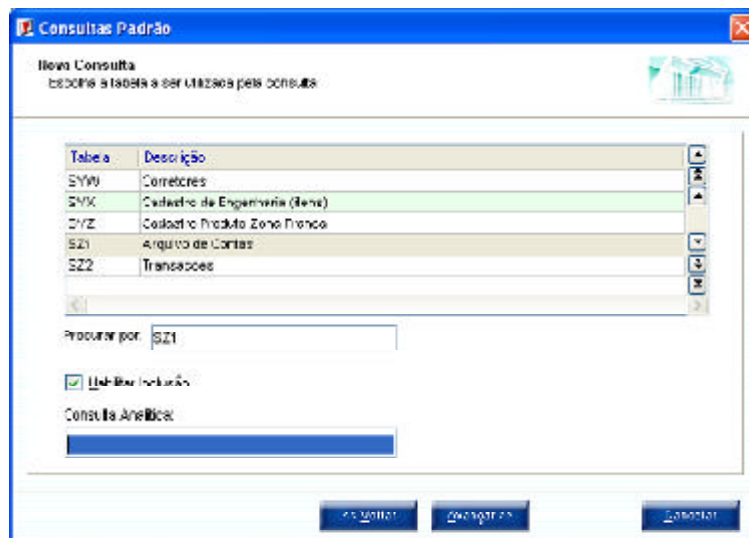 Consultas Padrão
Nova Consulta
Escolha a tabela a ser utilizada pela consulta
Tabela Descrição
SYW Corretores
SYX Cadastro de Engenharia (itens)
SYZ Cadastro Produto Zona Franca
SZ1 Arquivo de Contas
SZ2 Transacoes
Procurar por: SZ1
Habilitar Inclusão
Consulta Analítica:
<< Voltar Avançar >> Cancelar